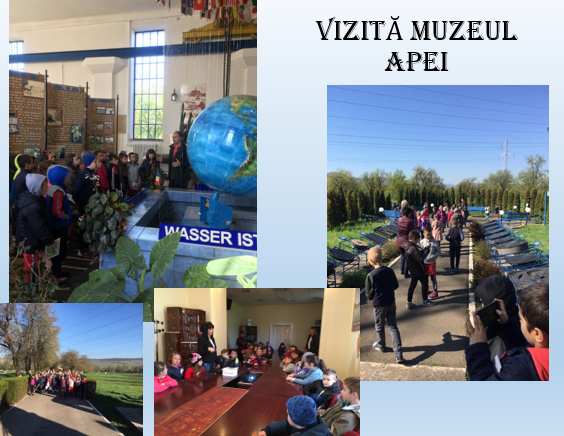 VIZITĂ MUZEUL
APEI
WASSER IST